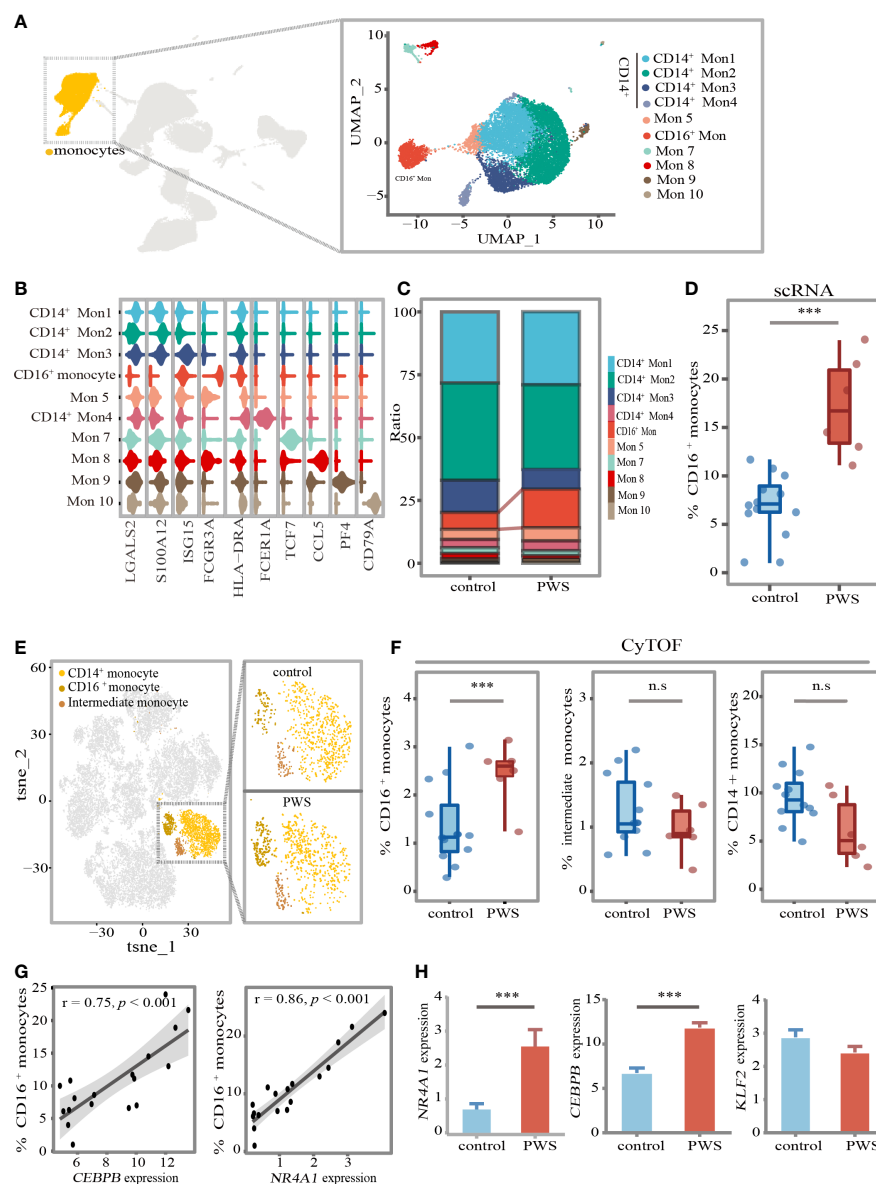 A
monocytes
UMAP_2
10
5
0
−5
CD16⁺ Mon
−10
−5
0
5
10
UMAP_1
CD14⁺
CD14⁺ Mon1
CD14⁺ Mon2
CD14⁺ Mon3
CD14⁺ Mon4
Mon 5
CD16⁺ Mon
Mon 7
Mon 8
Mon 9
Mon 10
B
CD14⁺ Mon1
CD14⁺ Mon2
CD14⁺ Mon3
CD16⁺ monocyte
Mon 5
CD14⁺ Mon4
Mon 7
Mon 8
Mon 9
Mon 10
LGALS2
S100A12
ISG15
FCGR3A
HLA−DRA
FCER1A
TCF7
CCL5
PF4
CD79A
C
Ratio
100
75
50
25
0
control
PWS
CD14⁺ Mon1
CD14⁺ Mon2
CD14⁺ Mon3
CD14⁺ Mon4
CD16⁺ Mon
Mon 5
Mon 7
Mon 8
Mon 9
Mon 10
D
scRNA
***
% CD16⁺ monocytes
25
20
15
10
5
0
control
PWS
E
tsne_2
60
30
0
−30
CD14⁺ monocyte
CD16⁺ monocyte
Intermediate monocyte
−30
0
30
tsne_1
control
PWS
F
CyTOF
% CD16⁺ monocytes
4
3
2
1
0
***
control
PWS
% intermediate monocytes
3
2
1
0
n.s
control
PWS
% CD14+ monocytes
20
15
10
5
0
n.s
control
PWS
G
% CD16⁺ monocytes
25
20
15
10
5
0
r = 0.75, p < 0.001
6
8
10
12
CEBPB expression
% CD16⁺ monocytes
20
10
0
r = 0.86, p < 0.001
1
2
3
NR4A1 expression
H
NR4A1 expression
4
3
2
1
0
***
control
PWS
CEBPB expression
15
10
5
0
***
control
PWS
KLF2 expression
4
3
2
1
0
control
PWS